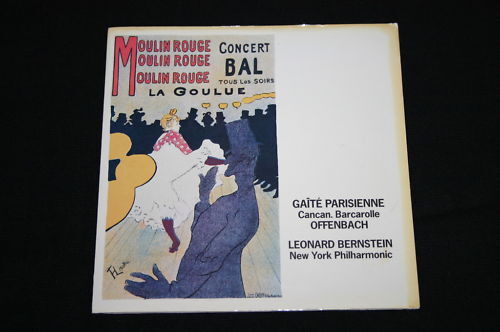 MOULIN ROUGE CONCERT
MOULIN ROUGE BAL
MOULIN ROUGE TOUS Les SOIRS
LA GOULUE
GAÎTÉ PARISIENNE
Cancan. Barcarolle
OFFENBACH
LEONARD BERNSTEIN
New York Philharmonic